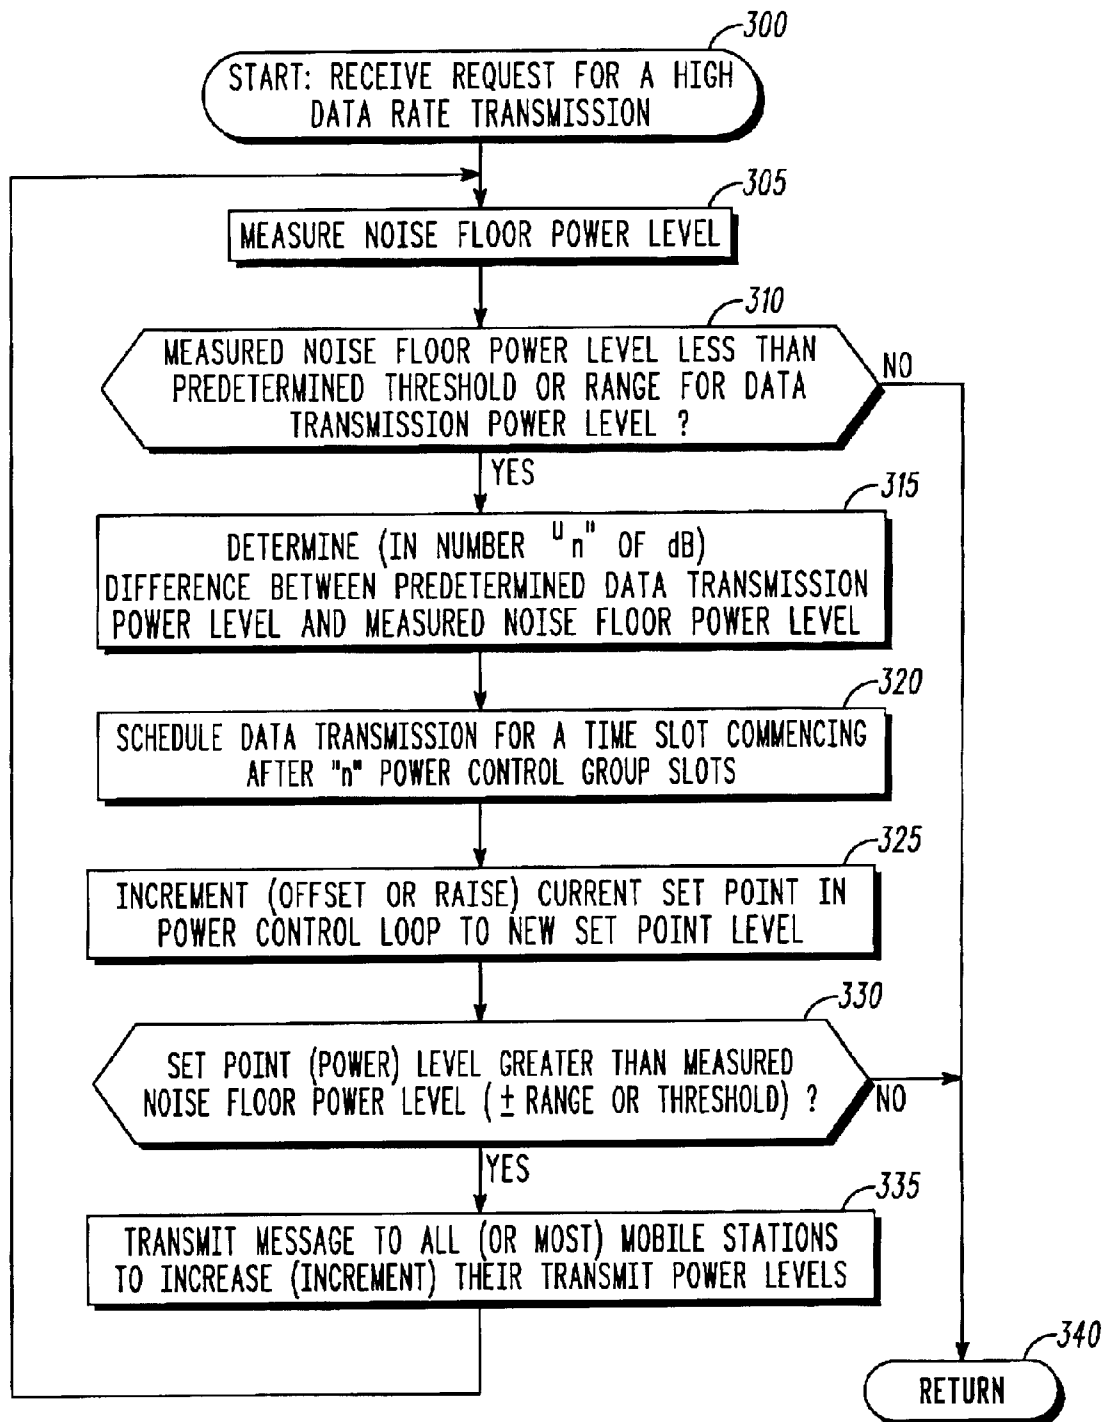 300
START: RECEIVE REQUEST FOR A HIGH
DATA RATE TRANSMISSION
305
MEASURE NOISE FLOOR POWER LEVEL
310
MEASURED NOISE FLOOR POWER LEVEL LESS THAN
PREDETERMINED THRESHOLD OR RANGE FOR DATA
TRANSMISSION POWER LEVEL ?
NO
YES
315
DETERMINE (IN NUMBER "n" OF dB)
DIFFERENCE BETWEEN PREDETERMINED DATA TRANSMISSION
POWER LEVEL AND MEASURED NOISE FLOOR POWER LEVEL
320
SCHEDULE DATA TRANSMISSION FOR A TIME SLOT COMMENCING
AFTER "n" POWER CONTROL GROUP SLOTS
325
INCREMENT (OFFSET OR RAISE) CURRENT SET POINT IN
POWER CONTROL LOOP TO NEW SET POINT LEVEL
330
SET POINT (POWER) LEVEL GREATER THAN MEASURED
NOISE FLOOR POWER LEVEL (± RANGE OR THRESHOLD) ?
NO
YES
335
TRANSMIT MESSAGE TO ALL (OR MOST) MOBILE STATIONS
TO INCREASE (INCREMENT) THEIR TRANSMIT POWER LEVELS
340
RETURN